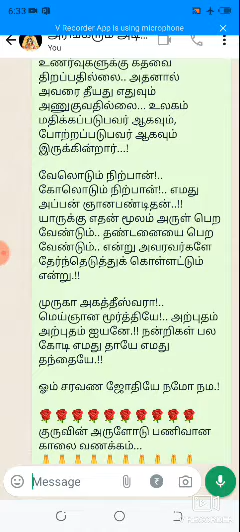 6:33
V Recorder App is using microphone
You
உணர்வுகளுக்கு கதவை
திறப்பதில்லை.. அதனால்
அவரை தீயது எதுவும்
அணுகுவதில்லை... உலகம்
மதிக்கப்படுபவர் ஆகவும்,
போற்றப்படுபவர் ஆகவும்
இருக்கின்றார்...!
வேலொடும் நிற்பான்!
கோலொடும் நிற்பான்!. எமது
அப்பன் ஞானபண்டிதன்..!!
யாருக்கு எதன் மூலம் அருள் பெற
வேண்டும்.. தண்டனையை பெற
வேண்டும்.. என்று அவரவர்களே
தேர்ந்தெடுத்துக் கொள்ளட்டும்
என்று.!!
முருகா அகத்தீஸ்வரா!..
மெய்ஞான மூர்த்தியே!.. அற்புதம்
அற்புதம் ஐயனே.!! நன்றிகள் பல
கோடி எமது தாயே எமது
தந்தையே.!!
ஓம் சரவண ஜோதியே நமோ நம.!
குருவின் அருளோடு பணிவான
காலை வணக்கம்...
Message